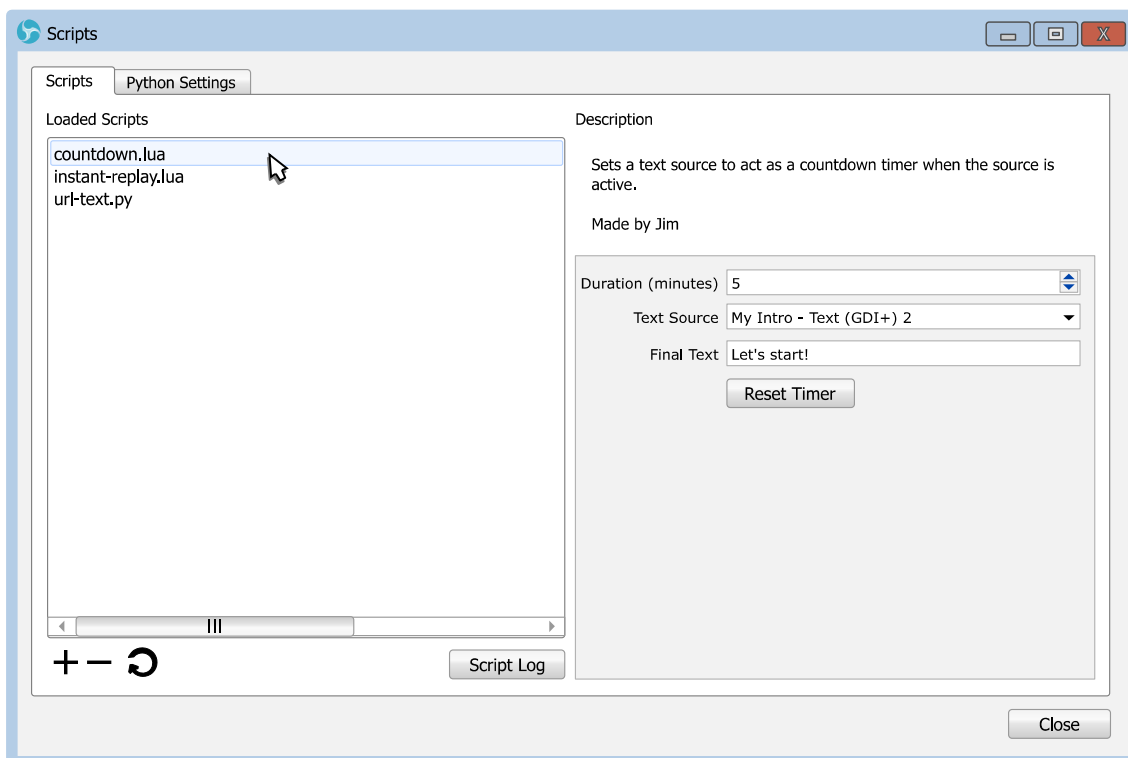 Scripts
X
Scripts
Python Settings
Loaded Scripts
countdown.lua
instant-replay.lua
url-text.py
Script Log
Description
Sets a text source to act as a countdown timer when the source is
active.
Made by Jim
Duration (minutes) 5
Text Source My Intro - Text (GDI+) 2
Final Text Let's start!
Reset Timer
Close